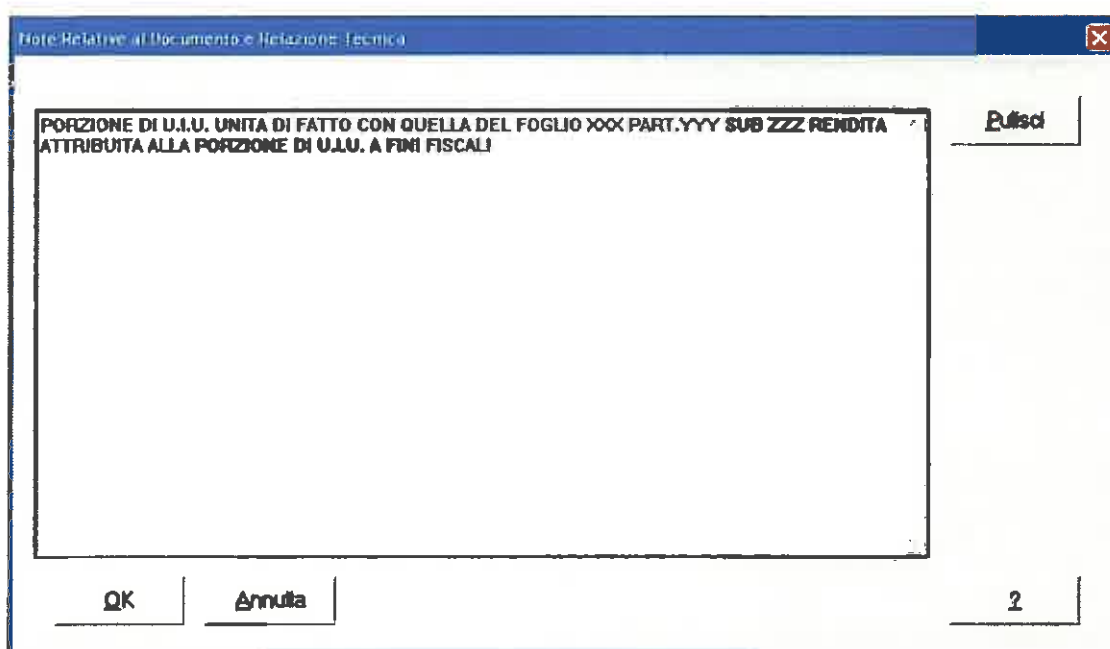 Note Relative al Documento e Relazione Tecnica
PORZIONE DI U.I.U. UNITA DI FATTO CON QUELLA DEL FOGLIO XXX PART.YYY SUB ZZZ RENDITA
ATTRIBUITA ALLA PORZIONE DI U.I.U. A FINI FISCALI
Pulisci
OK
Annulla
?